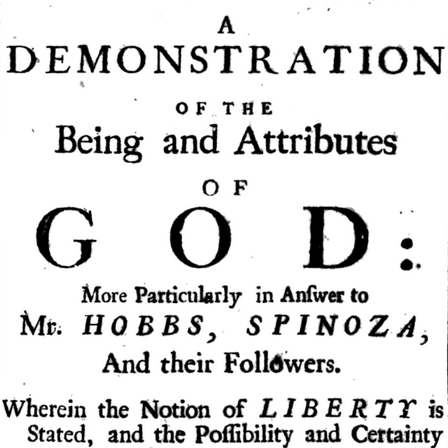 A
DEMONSTRATION
OF THE
Being and Attributes
OF
GOD:
More Particularly in Anſwer to
Mr. HOBBS, SPINOZA,
And their Followers.
Wherein the Notion of LIBERTY is
Stated, and the Poſſibility and Certainty